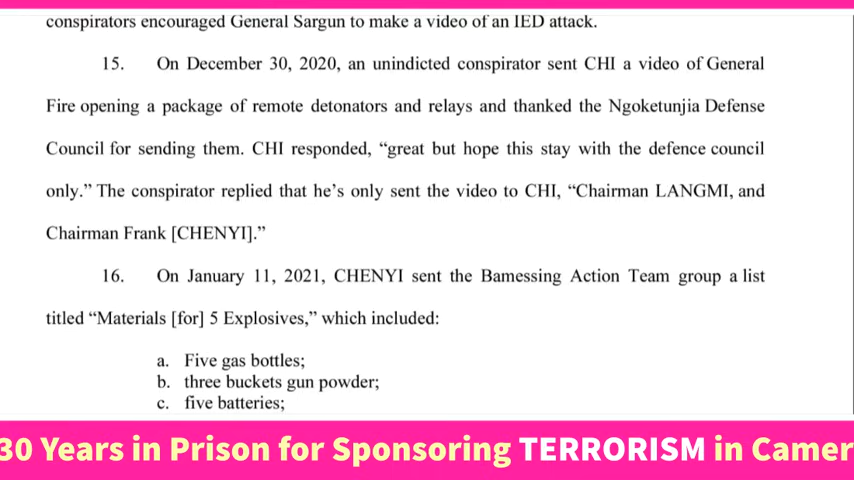 conspirators encouraged General Sargun to make a video of an IED attack.
15. On December 30, 2020, an unindicted conspirator sent CHI a video of General
Fire opening a package of remote detonators and relays and thanked the Ngoketunjia Defense
Council for sending them. CHI responded, “great but hope this stay with the defence council
only.” The conspirator replied that he’s only sent the video to CHI, “Chairman LANGMI, and
Chairman Frank [CHENYI].”
16. On January 11, 2021, CHENYI sent the Bamessing Action Team group a list
titled “Materials [for] 5 Explosives,” which included:
a. Five gas bottles;
b. three buckets gun powder;
c. five batteries;
30 Years in Prison for Sponsoring TERRORISM in Camer